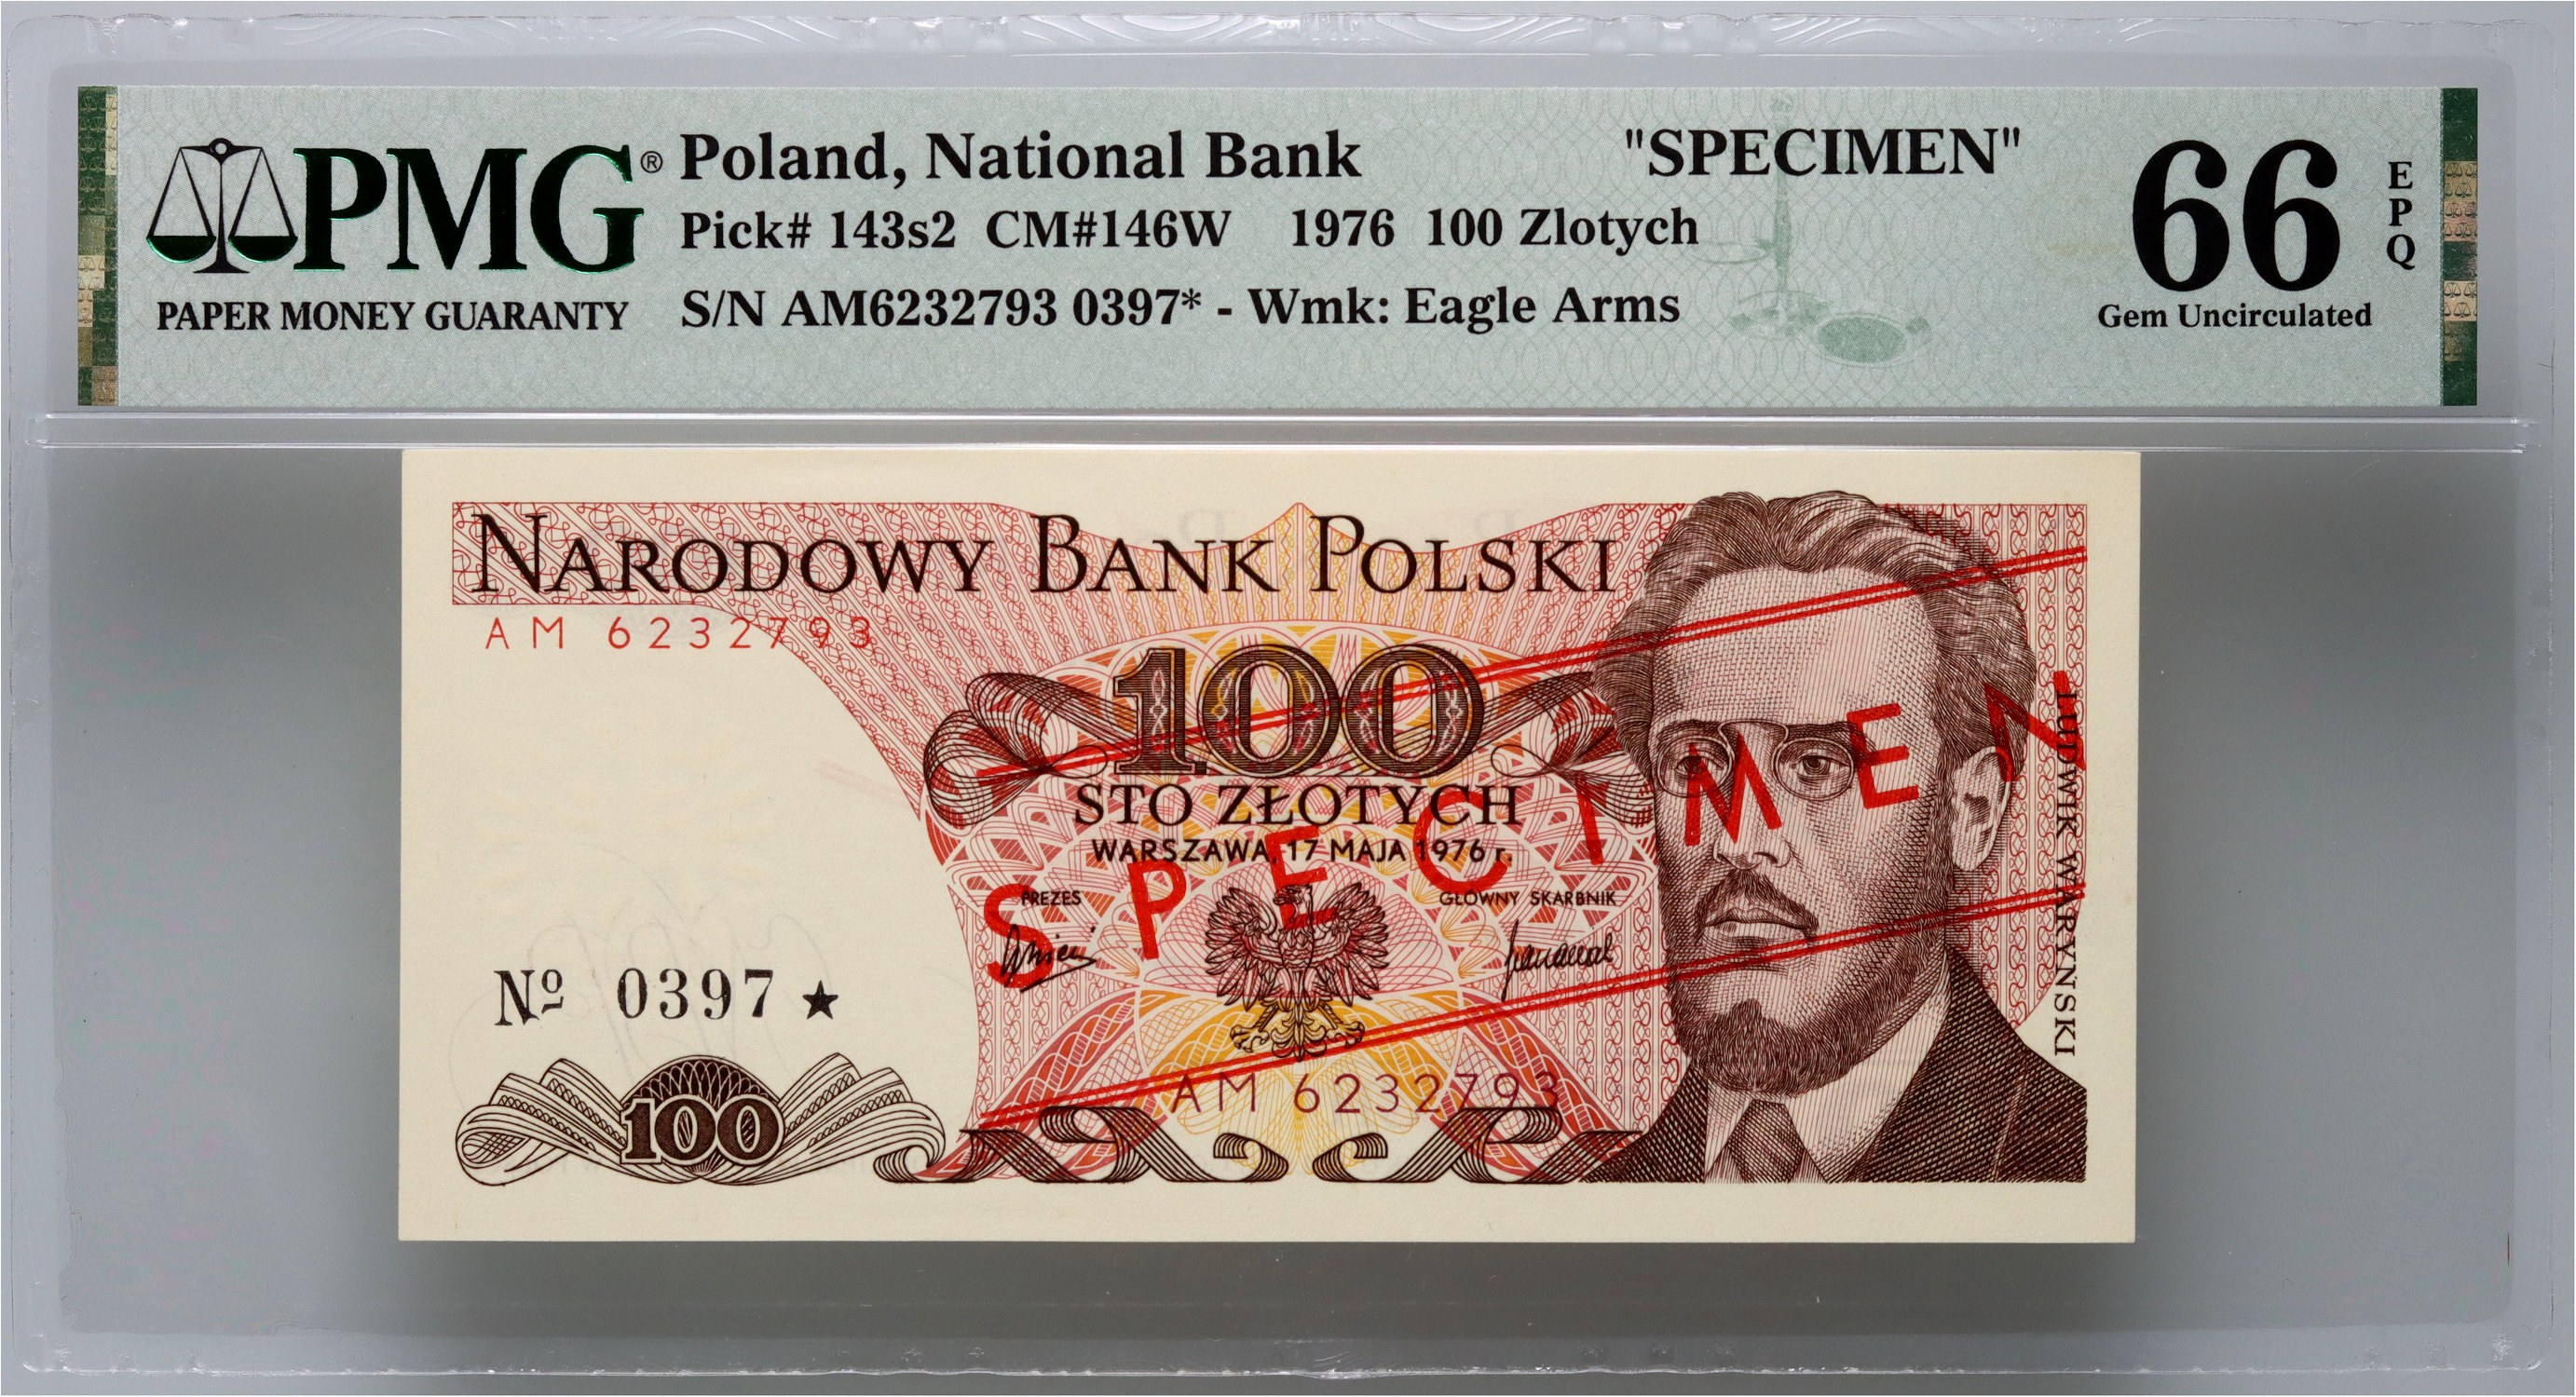 PMG®
PAPER MONEY GUARANTY
Poland, National Bank "SPECIMEN"
Pick# 143s2 CM#146W 1976 100 Zlotych
S/N AM6232793 0397* - Wmk: Eagle Arms
66
EPQ
Gem Uncirculated
NARODOWY BANK POLSKI
AM 6232793
100
STO ZŁOTYCH
WARSZAWA, 17 MAJA 1976 r.
PREZES GŁÓWNY SKARBNIK
SPECIMEN
Nº 0397 ★
AM 6232793
100
LUDWIK WARYŃSKI